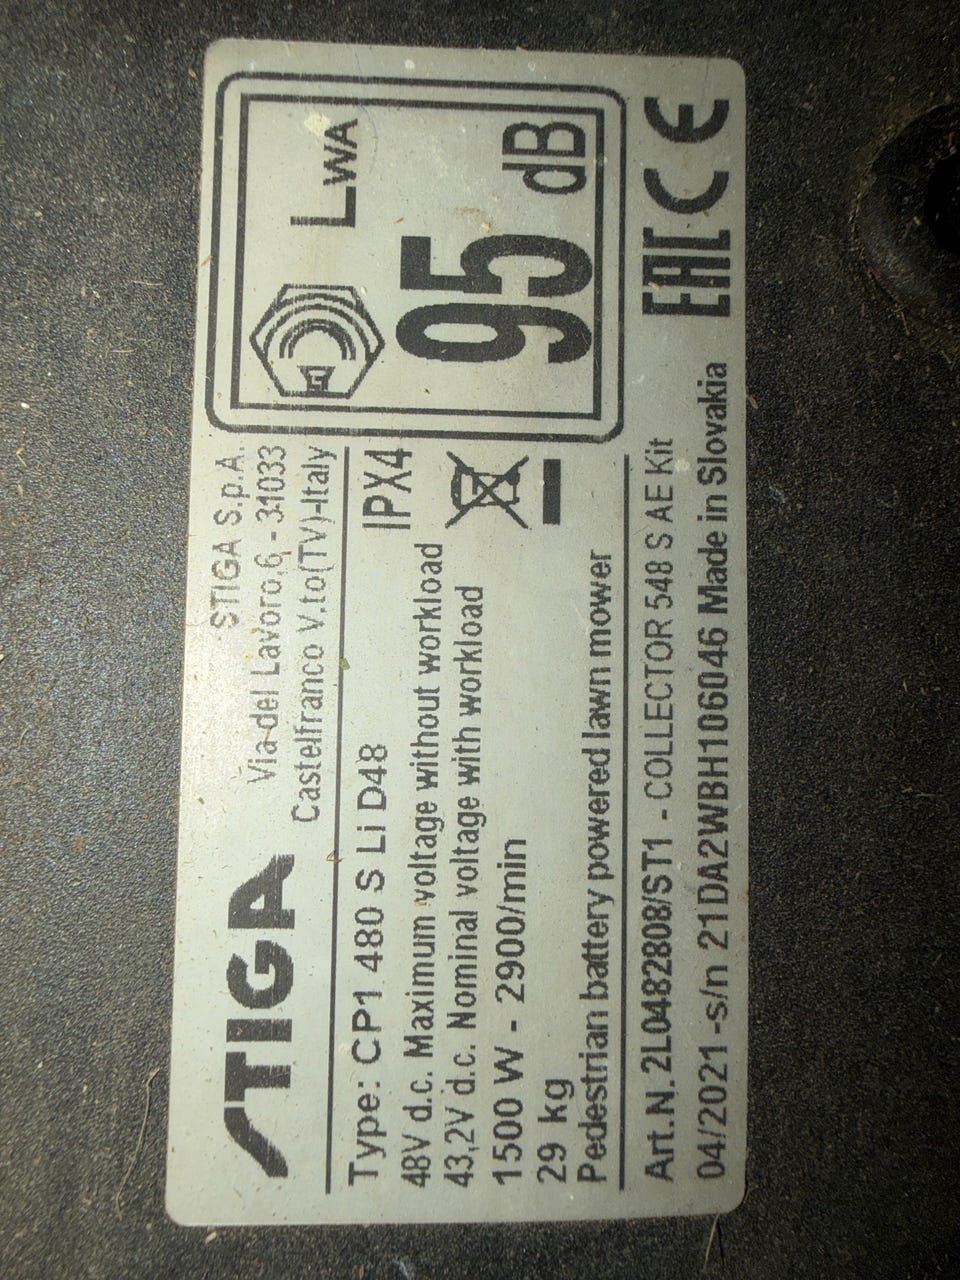 STIGA
STIGA S.p.A.
Via del Lavoro,6 - 31033
Castelfranco V.to(TV)-Italy
Type: CP1 480 S Li D48
IPX4
48V d.c. Maximum voltage without workload
43,2V d.c. Nominal voltage with workload
1500 W - 2900/min
29 kg
Pedestrian battery powered lawn mower
LWA
95
dB
Art.N. 2L0482808/ST1 - COLLECTOR 548 S AE Kit
04/2021 -s/n 21DA2WBH106046 Made in Slovakia
EAC CE